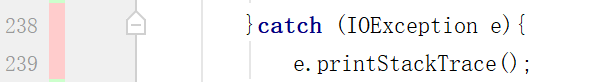 238 }catch (IOException e){
239 e.printStackTrace();